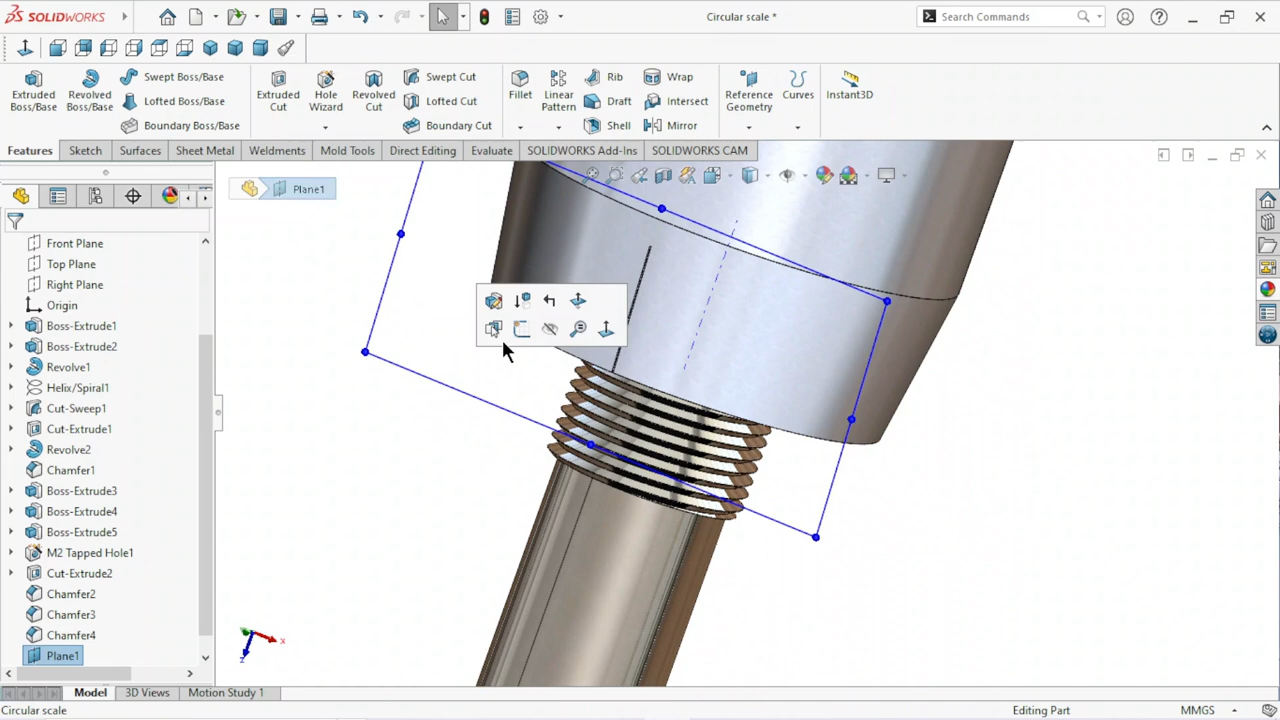 SOLIDWORKS
Circular scale *
Search Commands
Extruded Boss/Base
Revolved Boss/Base
Swept Boss/Base
Lofted Boss/Base
Boundary Boss/Base
Extruded Cut
Hole Wizard
Revolved Cut
Swept Cut
Lofted Cut
Boundary Cut
Fillet
Linear Pattern
Rib
Draft
Shell
Wrap
Intersect
Mirror
Reference Geometry
Curves
Instant3D
Features
Sketch
Surfaces
Sheet Metal
Weldments
Mold Tools
Direct Editing
Evaluate
SOLIDWORKS Add-Ins
SOLIDWORKS CAM
Plane1
Front Plane
Top Plane
Right Plane
Origin
Boss-Extrude1
Boss-Extrude2
Revolve1
Helix/Spiral1
Cut-Sweep1
Cut-Extrude1
Revolve2
Chamfer1
Boss-Extrude3
Boss-Extrude4
Boss-Extrude5
M2 Tapped Hole1
Cut-Extrude2
Chamfer2
Chamfer3
Chamfer4
Plane1
x
z
Model
3D Views
Motion Study 1
Circular scale
Editing Part
MMGS